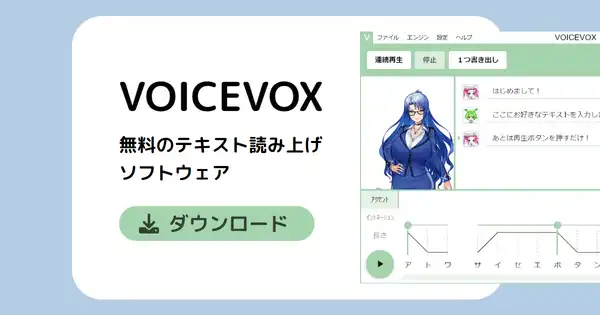 VOICEVOX
無料のテキスト読み上げ
ソフトウェア
ダウンロード
V ファイル エンジン 設定 ヘルプ VOICEVOX
連続再生 停止 1つ書き出し
はじめまして！
ここにお好きなテキストを入力し
あとは再生ボタンを押すだけ！
アクセント
イントネーション
長さ
ア ト ワ サ イ セ エ ボ タ ン